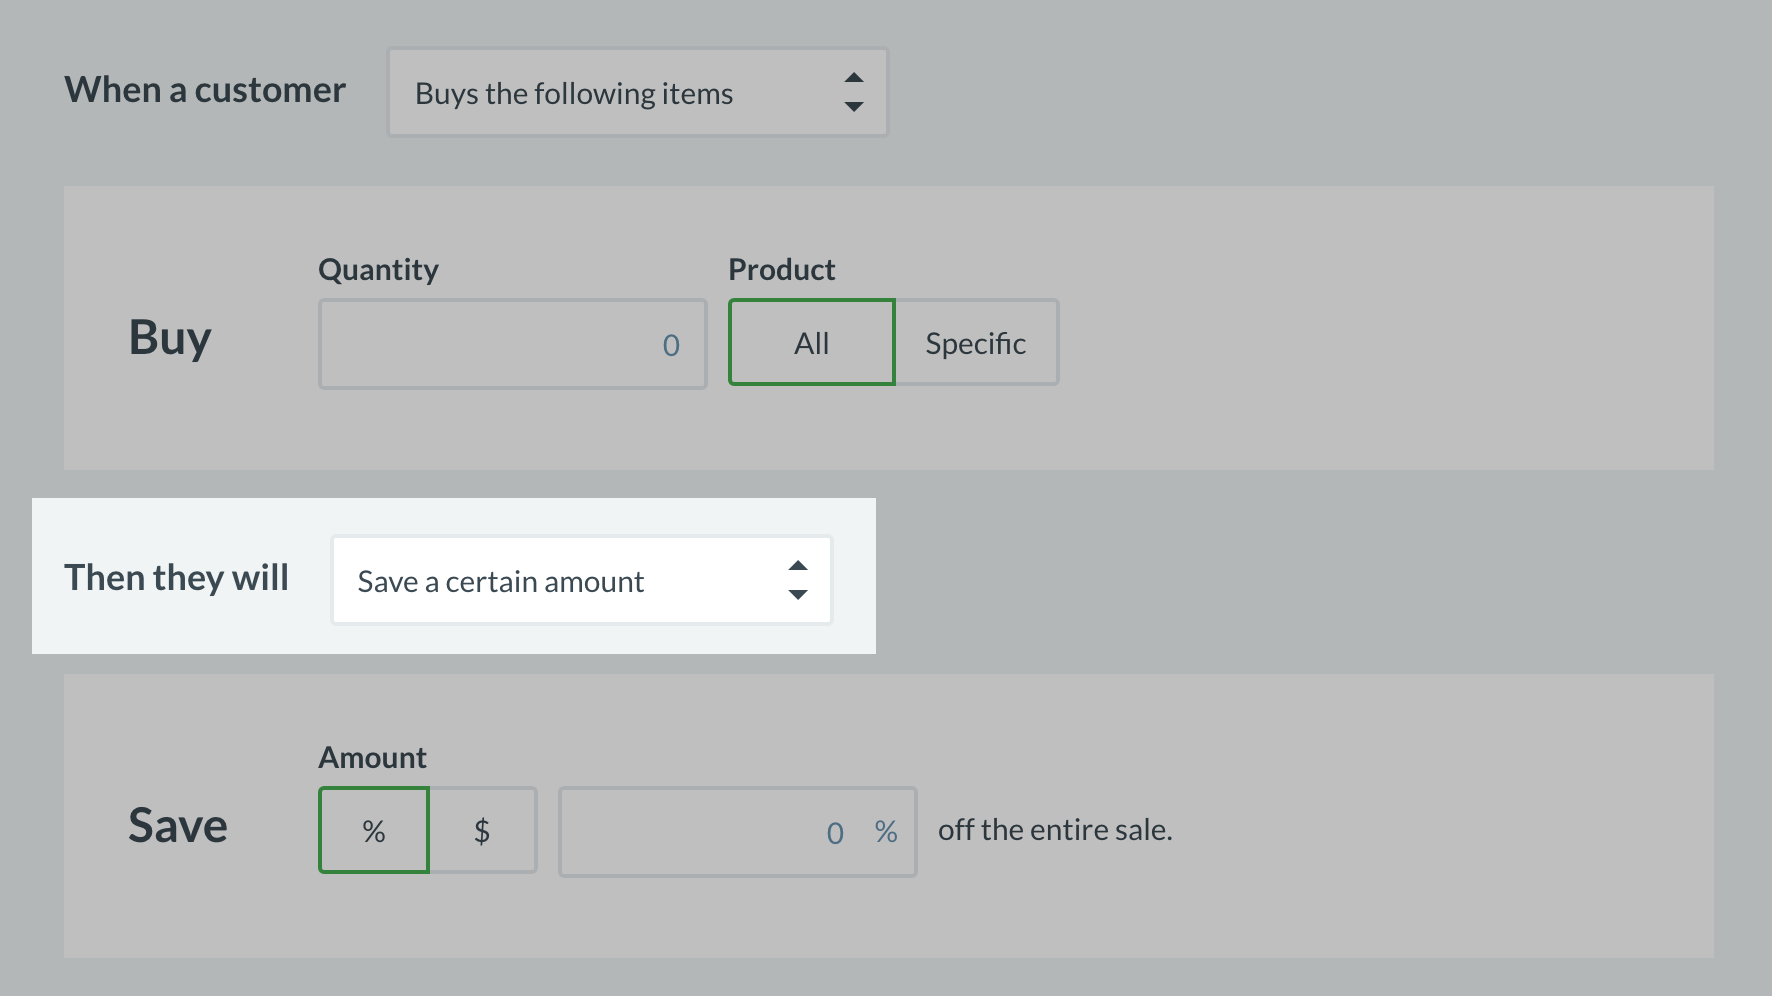 When a customer
Buys the following items
Quantity
Product
Buy
0
All
Specific
Then they will
Save a certain amount
Amount
Save
%
$
0 %
off the entire sale.